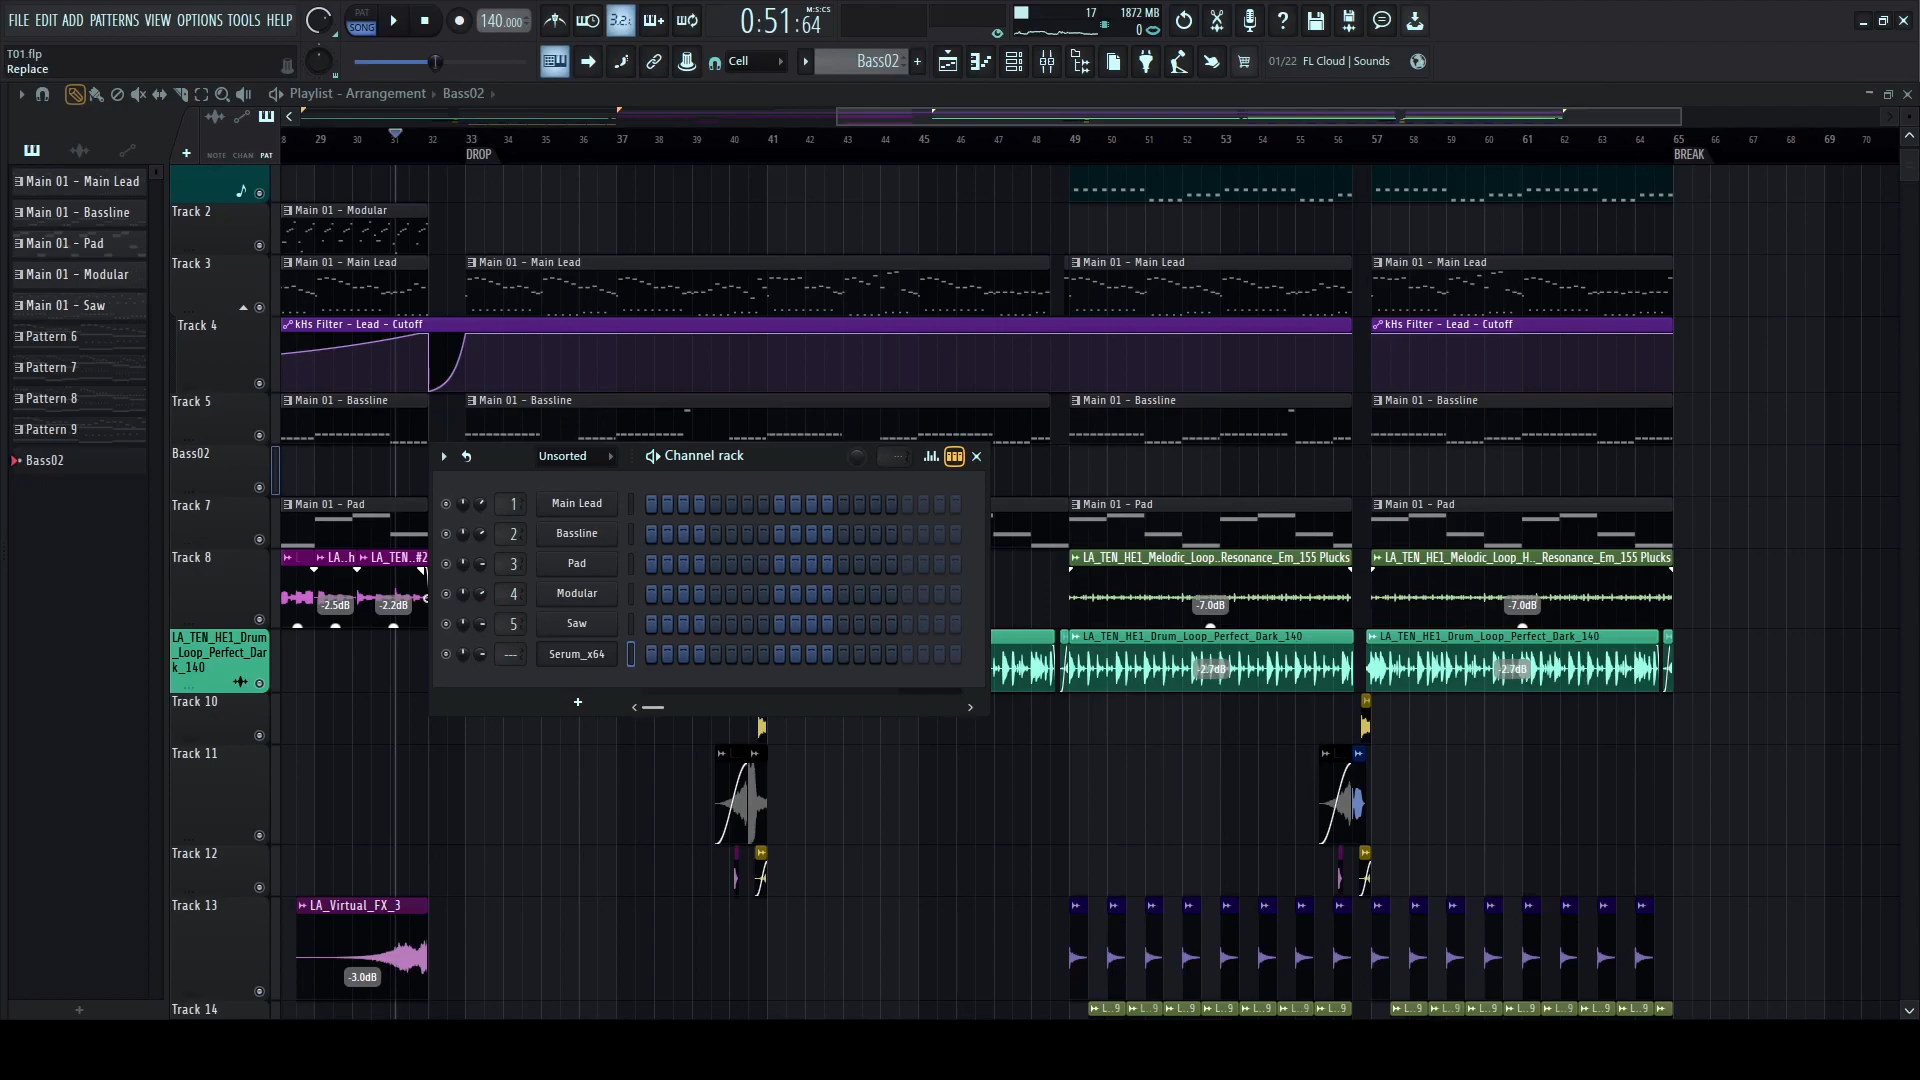 FILE EDIT ADD PATTERNS VIEW OPTIONS TOOLS HELP
PAT
SONG
140.000
3.2.
0:51:64
M:S:CS
17
1872 MB
0
T01.flp
Replace
Cell
Bass02
01/22 FL Cloud | Sounds
Playlist - Arrangement
Bass02
NOTE CHAN PAT
29 30 31 32 33 34 35 36 37 38 39 40 41 42 43 44 45 46 47 48 49 50 51 52 53 54 55 56 57 58 59 60 61 62 63 64 65 66 67 68 69 70
DROP
BREAK
Main 01 - Main Lead
Main 01 - Bassline
Main 01 - Pad
Main 01 - Modular
Main 01 - Saw
Pattern 6
Pattern 7
Pattern 8
Pattern 9
Bass02
Track 2
Main 01 - Modular
Track 3
Main 01 - Main Lead
Main 01 - Main Lead
Main 01 - Main Lead
Main 01 - Main Lead
Track 4
kHs Filter - Lead - Cutoff
kHs Filter - Lead - Cutoff
Track 5
Main 01 - Bassline
Main 01 - Bassline
Main 01 - Bassline
Main 01 - Bassline
Bass02
Unsorted
Channel rack
1 Main Lead
2 Bassline
3 Pad
4 Modular
5 Saw
--- Serum_x64
Track 7
Main 01 - Pad
Main 01 - Pad
Main 01 - Pad
Track 8
LA..h
LA_TEN..#2
-2.5dB
-2.2dB
LA_TEN_HE1_Melodic_Loop..Resonance_Em_155 Plucks
LA_TEN_HE1_Melodic_Loop_H.._Resonance_Em_155 Plucks
-7.0dB
-7.0dB
LA_TEN_HE1_Drum
_Loop_Perfect_Dar
k_140
LA_TEN_HE1_Drum_Loop_Perfect_Dark_140
LA_TEN_HE1_Drum_Loop_Perfect_Dark_140
-2.7dB
-2.7dB
Track 10
Track 11
Track 12
Track 13
LA_Virtual_FX_3
-3.0dB
Track 14
L..9 L..9 L..9 L..9 L..9 L..9 L..9
L..9 L..9 L..9 L..9 L..9 L..9 L..9